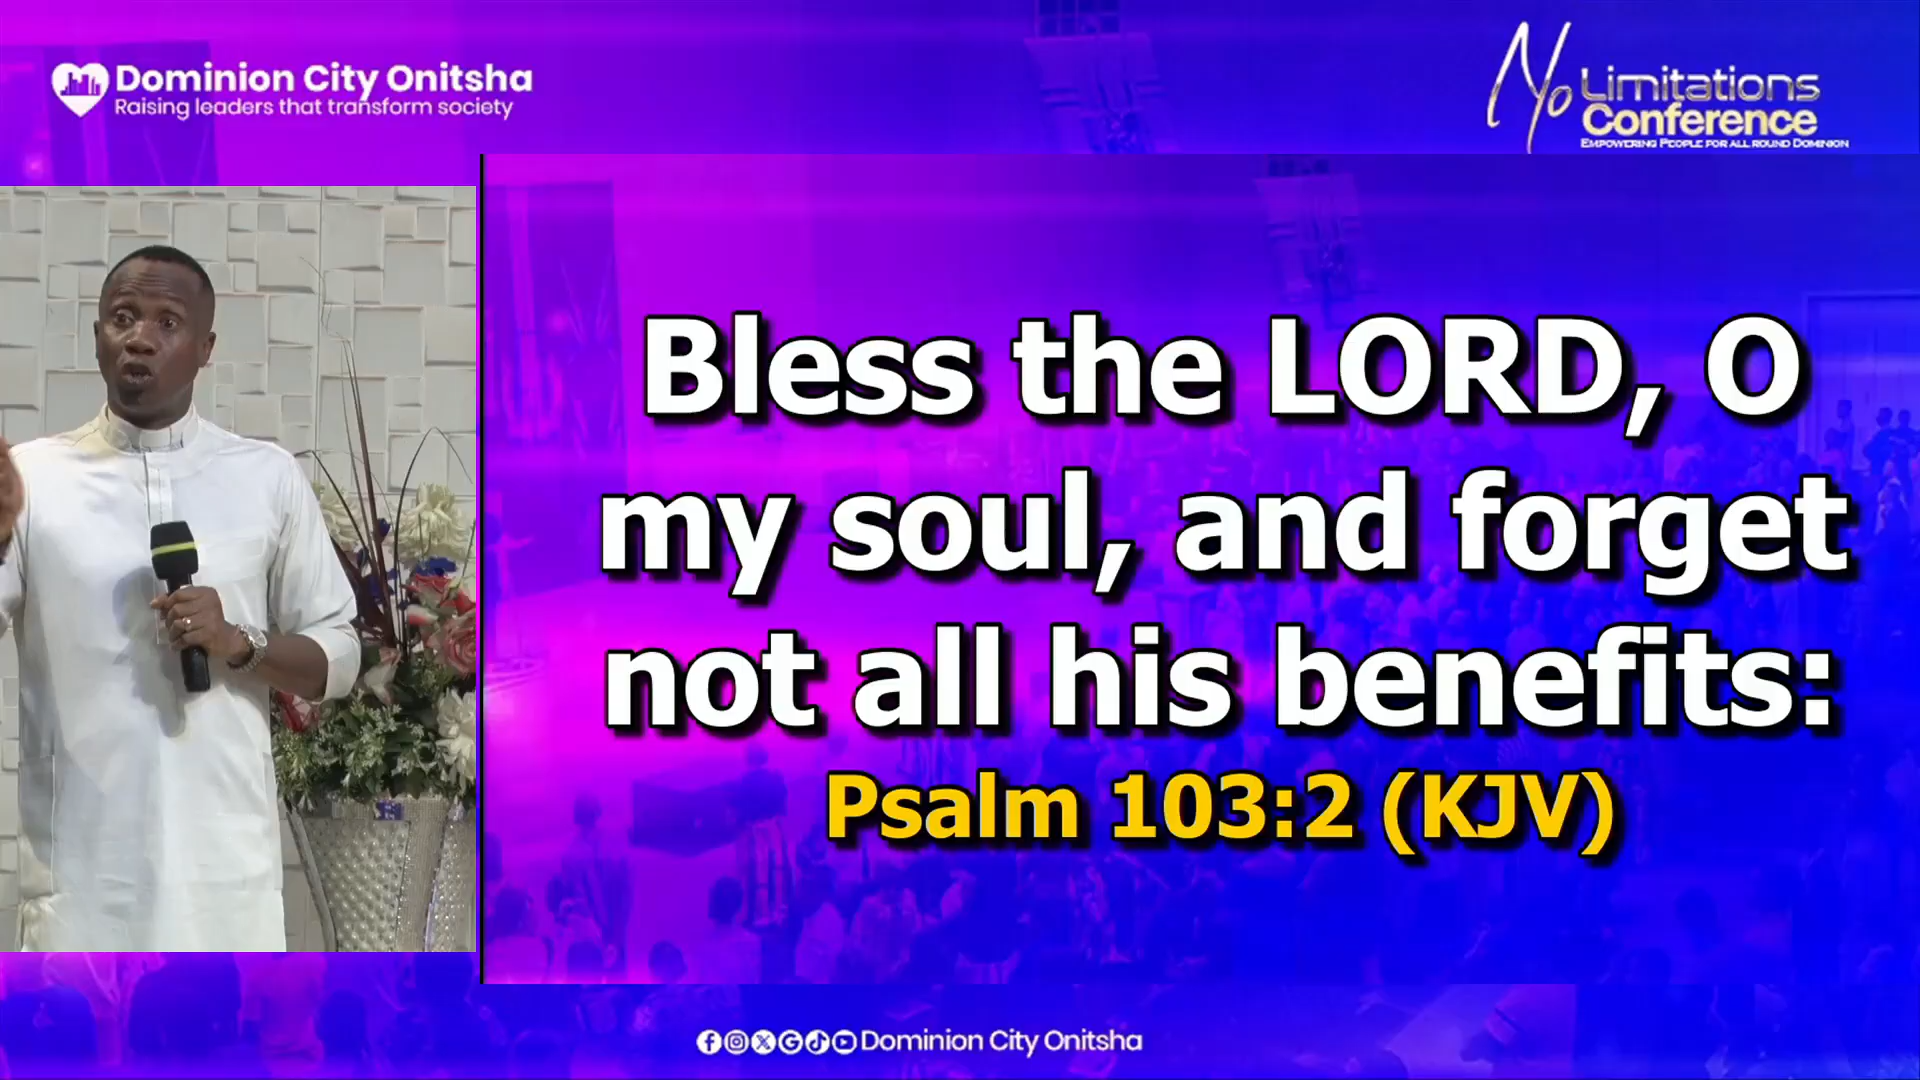 Dominion City Onitsha
Raising leaders that transform society
No Limitations
Conference
EMPOWERING PEOPLE FOR ALL ROUND DOMINION
Bless the LORD, O
my soul, and forget
not all his benefits:
Psalm 103:2 (KJV)
Dominion City Onitsha